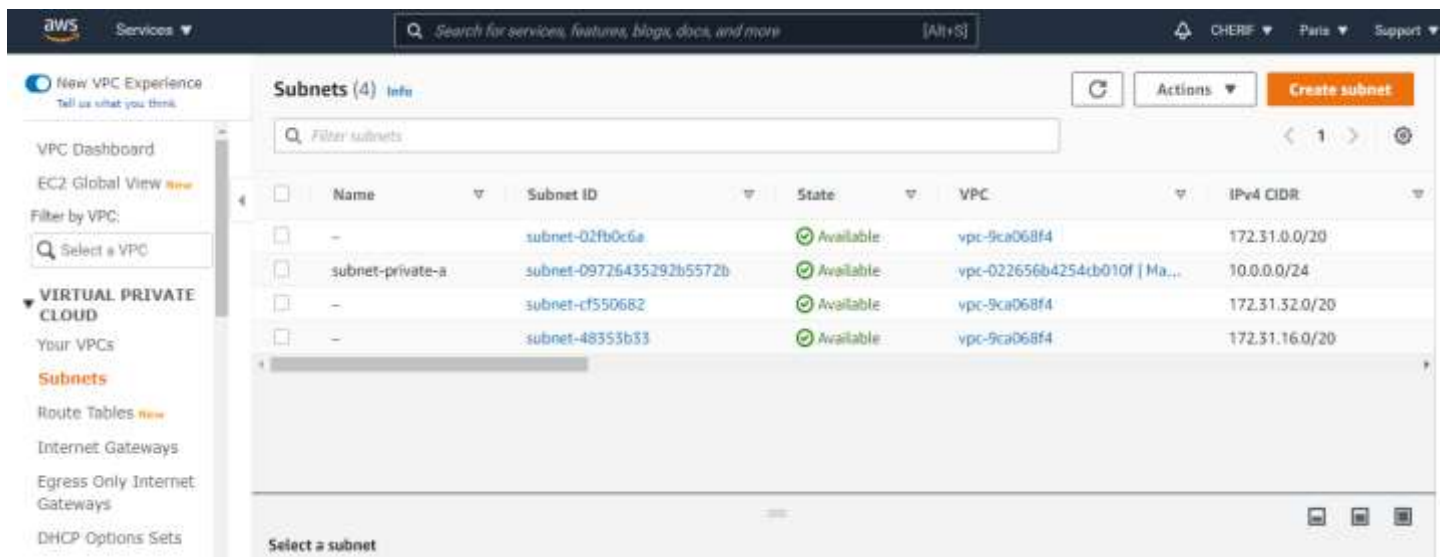 aws Services ▼ Search for services, features, blogs, docs, and more [Alt+S] CHERIF ▼ Paris ▼ Support ▼
New VPC Experience
Tell us what you think
VPC Dashboard
EC2 Global View New
Filter by VPC:
Select a VPC
VIRTUAL PRIVATE
CLOUD
Your VPCs
Subnets
Route Tables New
Internet Gateways
Egress Only Internet
Gateways
DHCP Options Sets
Subnets (4) Info Actions ▼ Create subnet
Filter subnets < 1 >
Name Subnet ID State VPC IPv4 CIDR
– subnet-02fb0c6a Available vpc-9ca068f4 172.31.0.0/20
subnet-private-a subnet-09726435292b5572b Available vpc-022656b4254cb010f | Ma... 10.0.0.0/24
– subnet-cf550682 Available vpc-9ca068f4 172.31.32.0/20
– subnet-48353b33 Available vpc-9ca068f4 172.31.16.0/20
Select a subnet